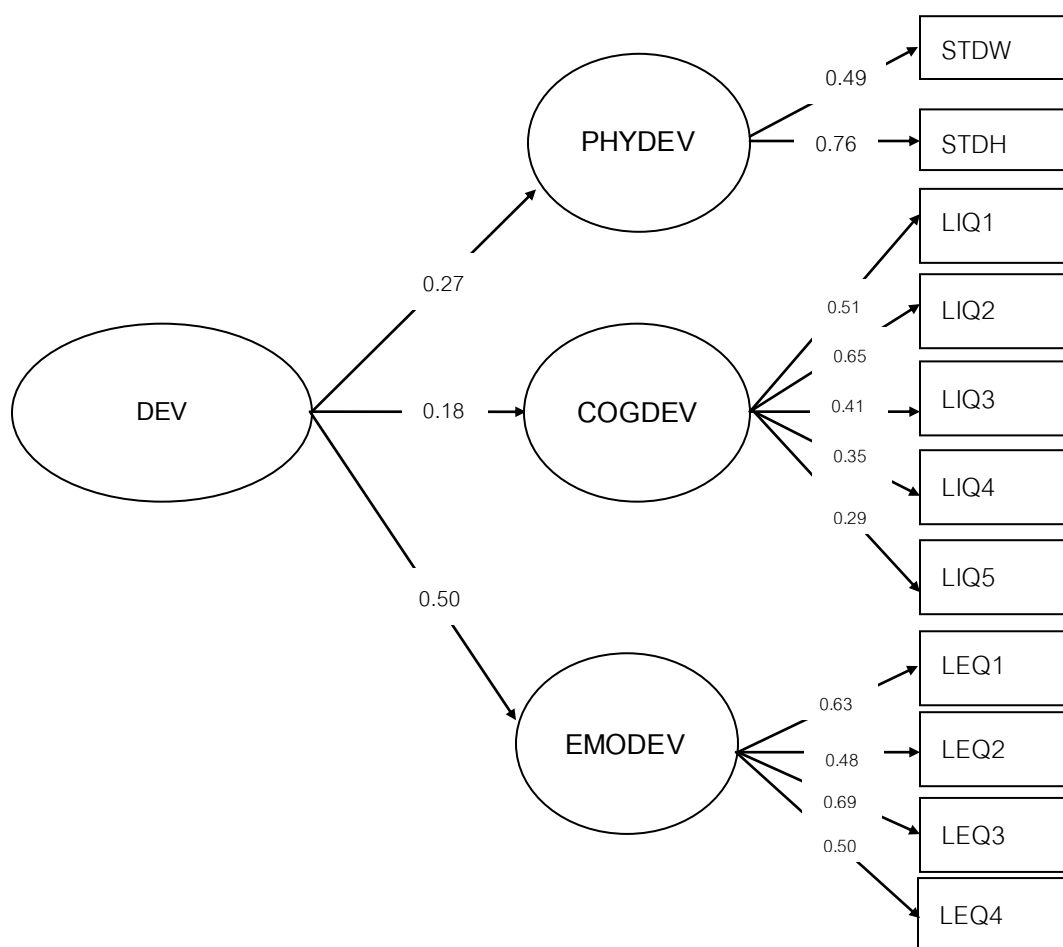 STDW
0.49
PHYDEV
0.76
STDH
LIQ1
0.27
0.51
LIQ2
0.65
DEV
0.18
COGDEV
0.41
LIQ3
0.35
LIQ4
0.29
LIQ5
0.50
LEQ1
0.63
EMODEV
0.48
LEQ2
0.69
LEQ3
0.50
LEQ4